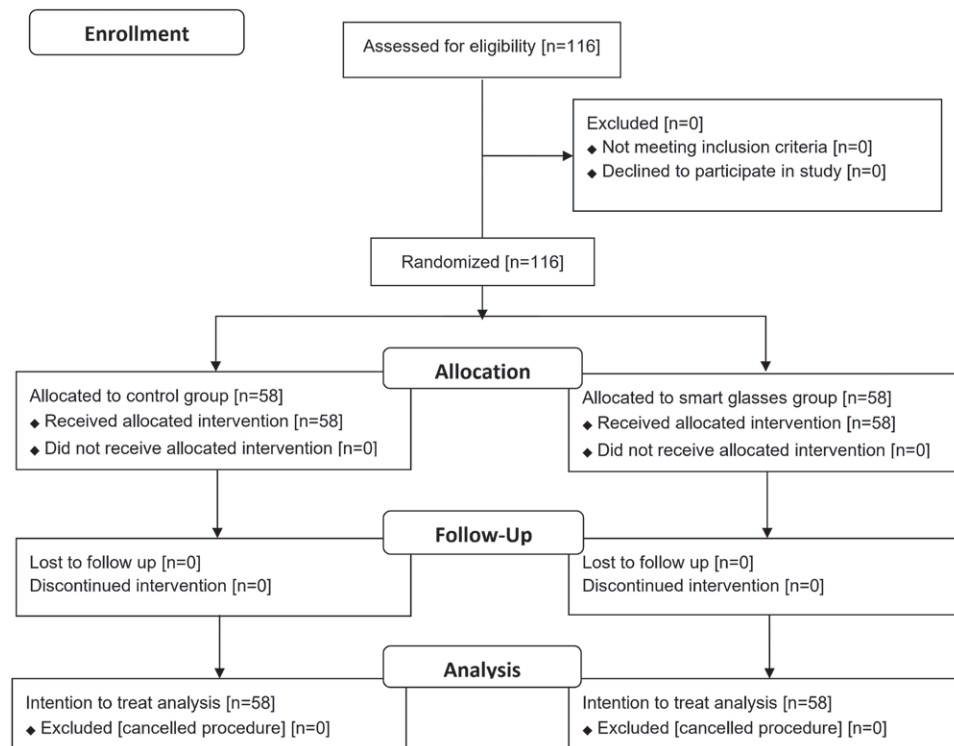 Enrollment
Assessed for eligibility [n=116]
Excluded [n=0]
◆ Not meeting inclusion criteria [n=0]
◆ Declined to participate in study [n=0]
Randomized [n=116]
Allocation
Allocated to control group [n=58]
◆ Received allocated intervention [n=58]
◆ Did not receive allocated intervention [n=0]
Allocated to smart glasses group [n=58]
◆ Received allocated intervention [n=58]
◆ Did not receive allocated intervention [n=0]
Follow-Up
Lost to follow up [n=0]
Discontinued intervention [n=0]
Lost to follow up [n=0]
Discontinued intervention [n=0]
Analysis
Intention to treat analysis [n=58]
◆ Excluded [cancelled procedure] [n=0]
Intention to treat analysis [n=58]
◆ Excluded [cancelled procedure] [n=0]